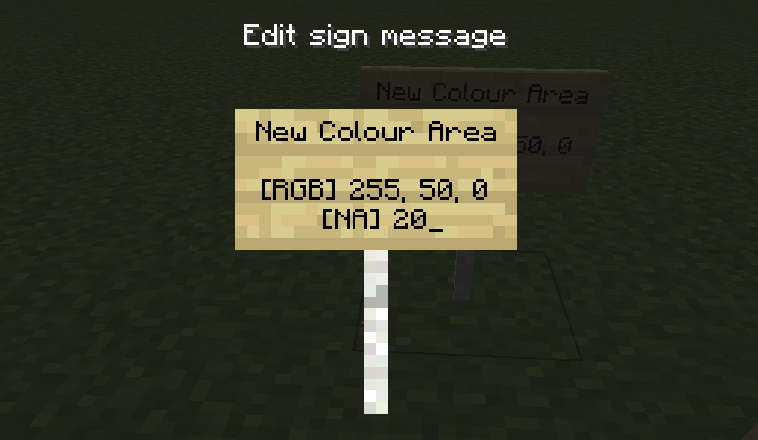 Edit sign message
New Colour Area
50, 0
New Colour Area
[RGB] 255, 50, 0
[NA] 20_